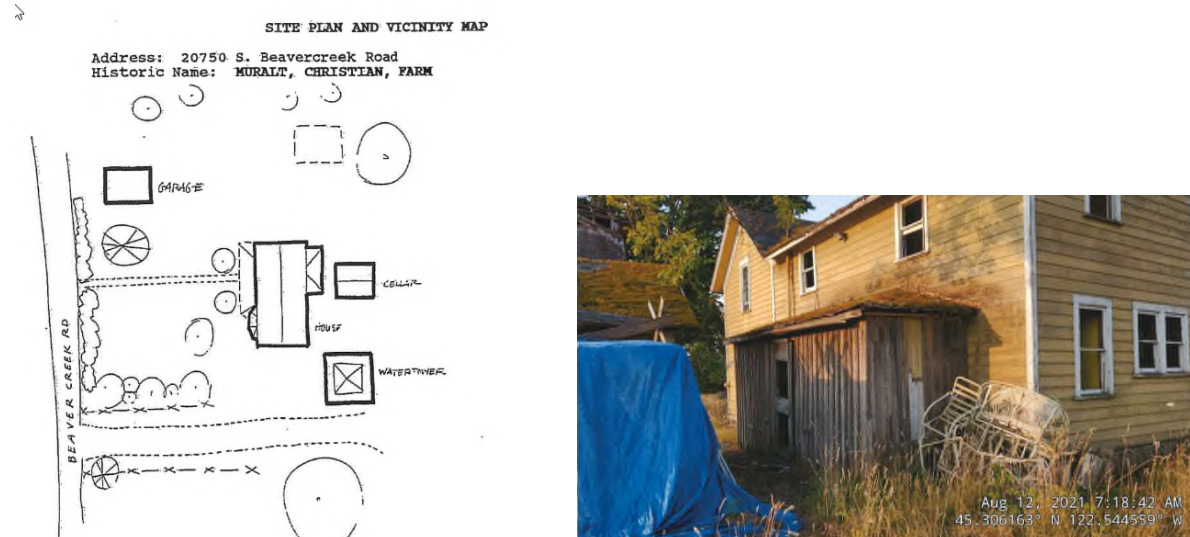 SITE PLAN AND VICINITY MAP
Address: 20750 S. Beavercreek Road
Historic Name: MURALT, CHRISTIAN, FARM
GARAGE
CELLAR
HOUSE
WATERTOWER
BEAVER CREEK RD
Aug 12, 2021 7:18:42 AM
45.306163° N 122.544559° W